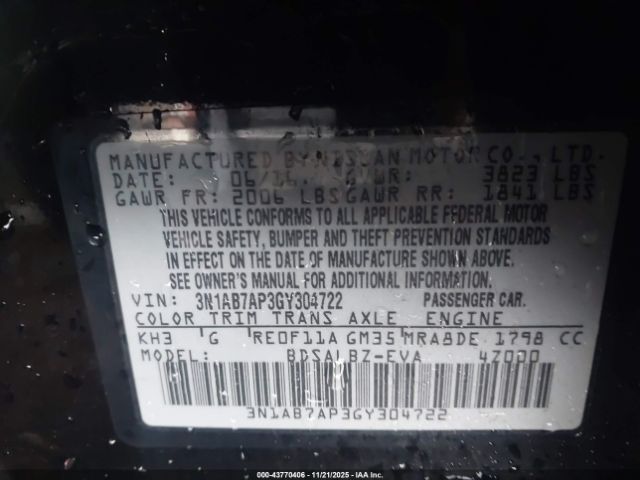 MANUFACTURED BY NISSAN MOTOR CO., LTD.
DATE: 06/16 GVWR: 3823 LBS
GAWR FR: 2006 LBS GAWR RR: 1841 LBS
THIS VEHICLE CONFORMS TO ALL APPLICABLE FEDERAL MOTOR
VEHICLE SAFETY, BUMPER AND THEFT PREVENTION STANDARDS
IN EFFECT ON THE DATE OF MANUFACTURE SHOWN ABOVE.
SEE OWNER'S MANUAL FOR ADDITIONAL INFORMATION.
VIN: 3N1AB7AP3GY304722 PASSENGER CAR.
COLOR TRIM TRANS AXLE ENGINE
KH3 G RE0F11A GM35 MRA8DE 1798 CC
MODEL: BDSALBZ-EVA 4Z000
3N1AB7AP3GY304722
000-43770406 - 11/21/2025 - IAA Inc.